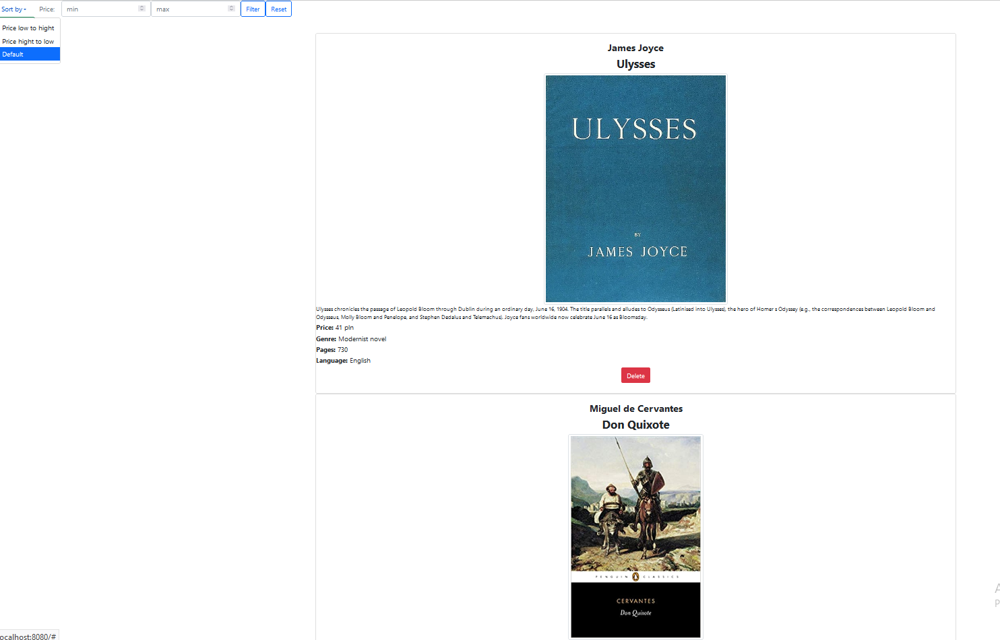 Sort by
Price:
min
max
Filter
Reset
Price low to hight
Price hight to low
Default
James Joyce
Ulysses
ULYSSES
BY
JAMES JOYCE
Ulysses chronicles the passage of Leopold Bloom through Dublin during an ordinary day, June 16, 1904. The title parallels and alludes to Odysseus (Latinised into Ulysses), the hero of Homer s Odyssey (e.g., the correspondences between Leopold Bloom and
Odysseus, Molly Bloom and Penelope, and Stephen Dedalus and Telemachus). Joyce fans worldwide now celebrate June 16 as Bloomsday.
Price: 41 pln
Genre: Modernist novel
Pages: 730
Language: English
Delete
Miguel de Cervantes
Don Quixote
PENGUIN CLASSICS
CERVANTES
Don Quixote
ocalhost:8080/#
A
P